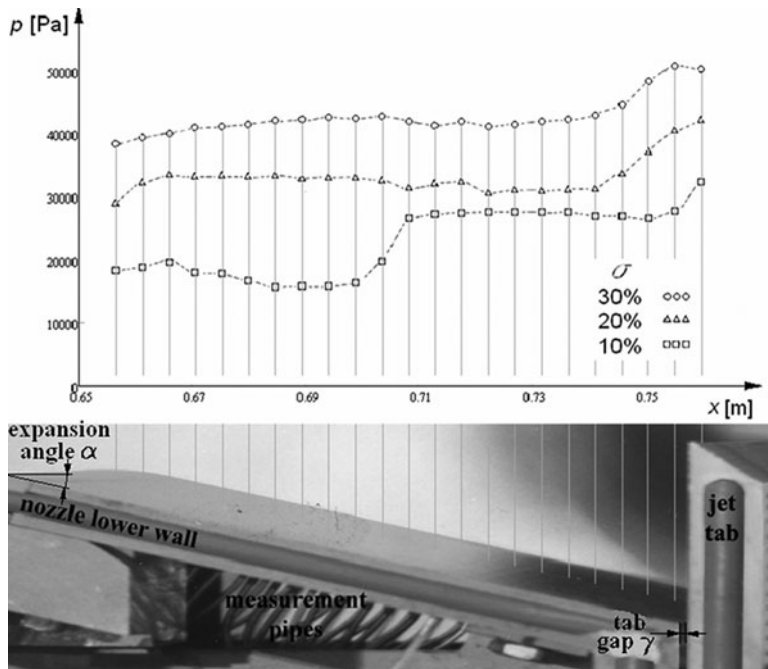 p [Pa]
50000
40000
30000
20000
10000
0
0.65
0.67
0.69
0.71
0.73
0.75
x [m]
σ
30%
20%
10%
expansion
angle α
nozzle lower wall
measurement
pipes
tab
gap γ
jet
tab